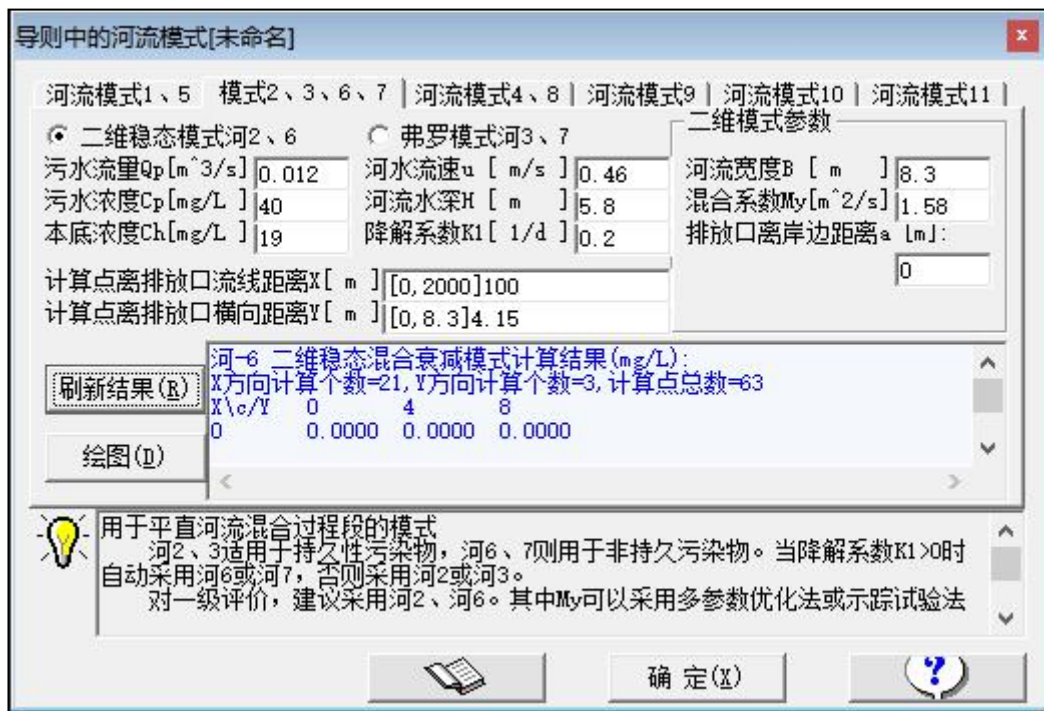 导则中的河流模式[未命名]
x
河流模式1、5 模式2、3、6、7 河流模式4、8 河流模式9 河流模式10 河流模式11
二维稳态模式河2、6 弗罗模式河3、7 二维模式参数
污水流量Qp[m^3/s] 0.012 河水流速u [ m/s ] 0.46 河流宽度B [ m ] 8.3
污水浓度Cp[mg/L ] 40 河流水深H [ m ] 5.8 混合系数My[m^2/s] 1.58
本底浓度Ch[mg/L ] 19 降解系数K1[ 1/d ] 0.2 排放口离岸边距离a [m]:
0
计算点离排放口流线距离X[ m ] [0,2000]100
计算点离排放口横向距离Y[ m ] [0,8.3]4.15
刷新结果(R)
绘图(D)
河-6 二维稳态混合衰减模式计算结果(mg/L):
X方向计算个数=21,Y方向计算个数=3,计算点总数=63
X\c/Y 0 4 8
0 0.0000 0.0000 0.0000
用于平直河流混合过程段的模式
河2、3适用于持久性污染物，河6、7则用于非持久污染物。当降解系数K1>0时
自动采用河6或河7，否则采用河2或河3。
对一级评价，建议采用河2、河6。其中My可以采用多参数优化法或示踪试验法
确 定(X)
?